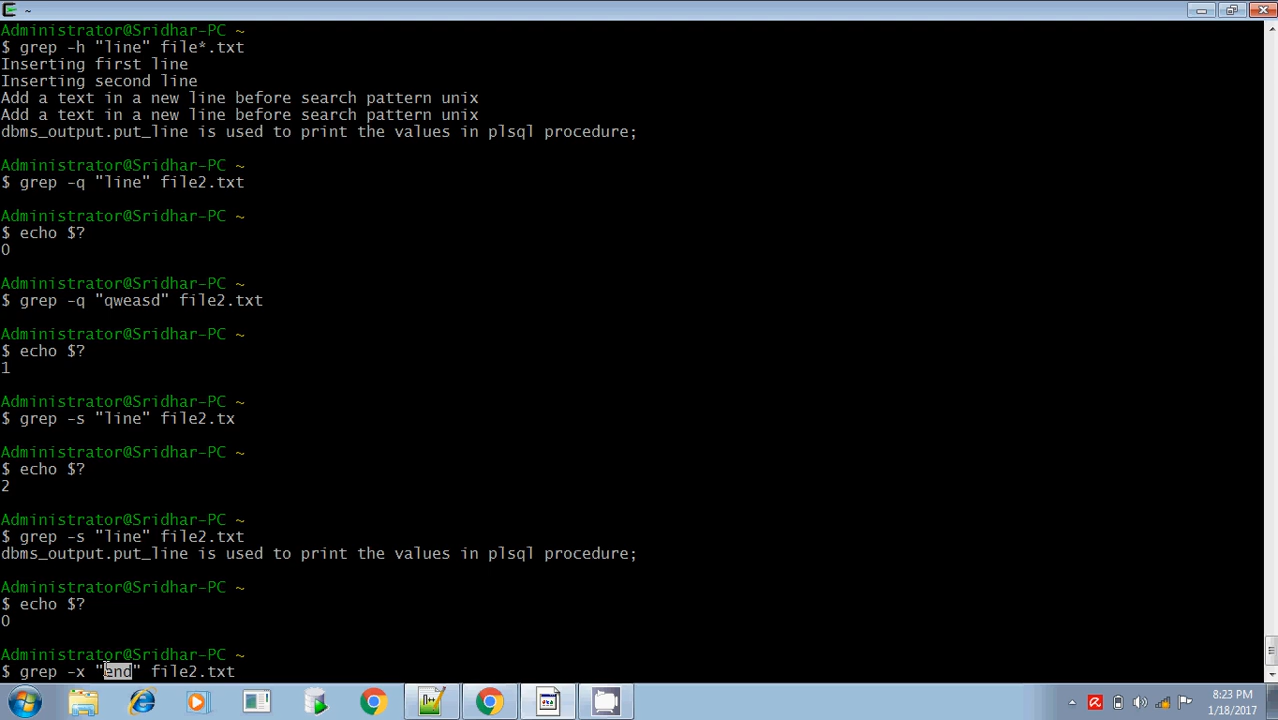 ~
Administrator@Sridhar-PC ~
$ grep -h "line" file*.txt
Inserting first line
Inserting second line
Add a text in a new line before search pattern unix
Add a text in a new line before search pattern unix
dbms_output.put_line is used to print the values in plsql procedure;
Administrator@Sridhar-PC ~
$ grep -q "line" file2.txt
Administrator@Sridhar-PC ~
$ echo $?
0
Administrator@Sridhar-PC ~
$ grep -q "qweasd" file2.txt
Administrator@Sridhar-PC ~
$ echo $?
1
Administrator@Sridhar-PC ~
$ grep -s "line" file2.tx
Administrator@Sridhar-PC ~
$ echo $?
2
Administrator@Sridhar-PC ~
$ grep -s "line" file2.txt
dbms_output.put_line is used to print the values in plsql procedure;
Administrator@Sridhar-PC ~
$ echo $?
0
Administrator@Sridhar-PC ~
$ grep -x "end" file2.txt
8:23 PM
1/18/2017